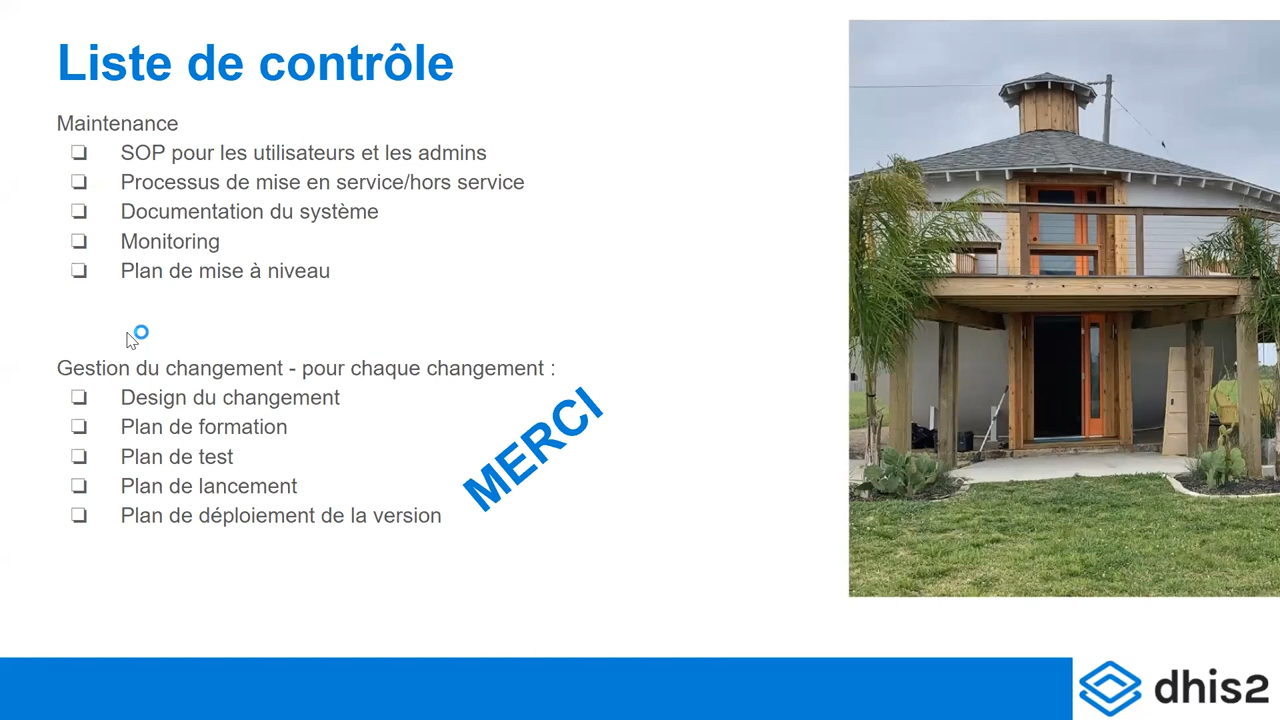 Liste de contrôle
Maintenance
❏ SOP pour les utilisateurs et les admins
❏ Processus de mise en service/hors service
❏ Documentation du système
❏ Monitoring
❏ Plan de mise à niveau
Gestion du changement - pour chaque changement :
❏ Design du changement
❏ Plan de formation
❏ Plan de test
❏ Plan de lancement
❏ Plan de déploiement de la version
MERCI
dhis2